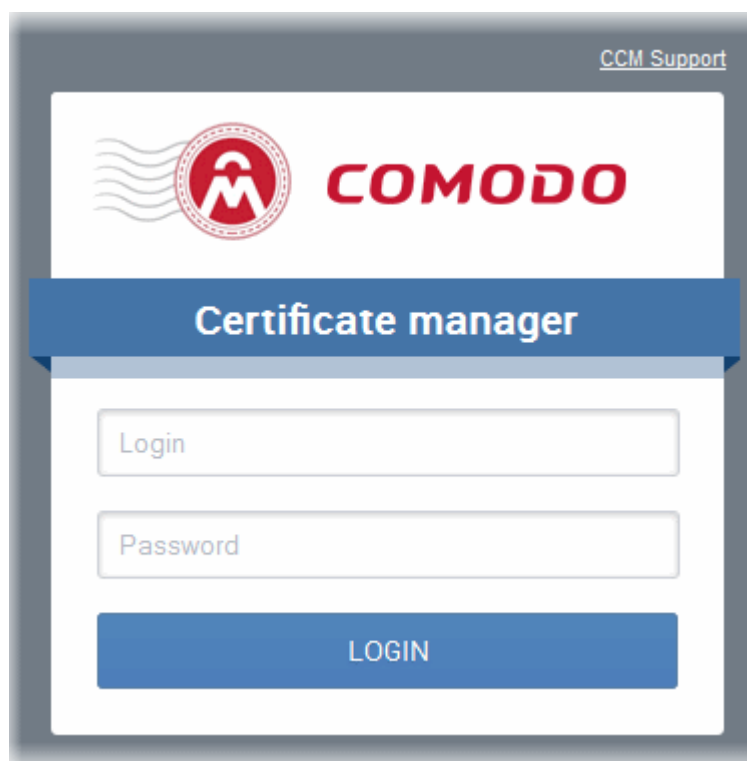 CCM Support
COMODO
Certificate manager
Login
Password
LOGIN